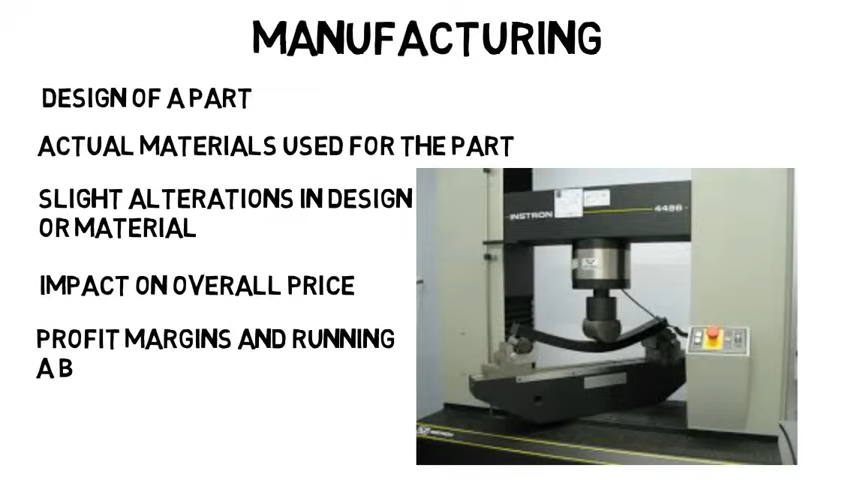 MANUFACTURING
DESIGN OF A PART
ACTUAL MATERIALS USED FOR THE PART
SLIGHT ALTERATIONS IN DESIGN
OR MATERIAL
INSTRON
4486
IMPACT ON OVERALL PRICE
PROFIT MARGINS AND RUNNING
A B